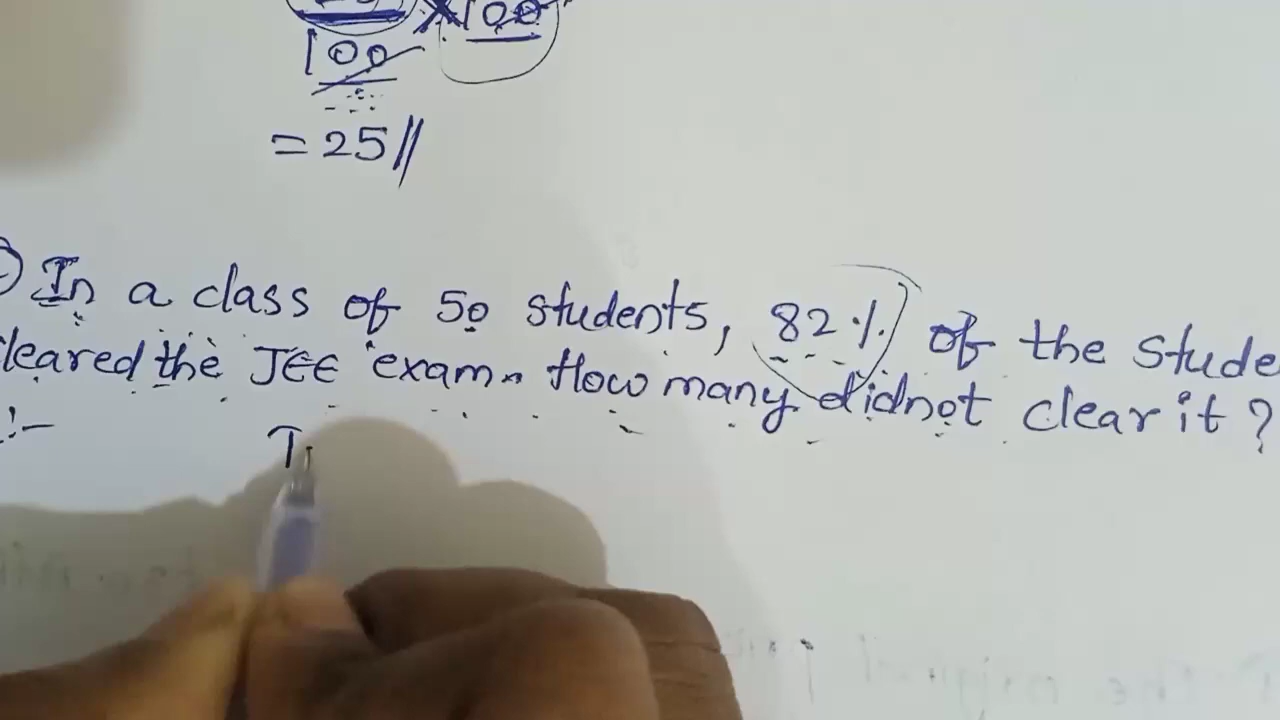 ×100
100
= 25//
In a class of 50 students, 82% of the stude
cleared the JEE exam. How many didnot clear it?
:-
T